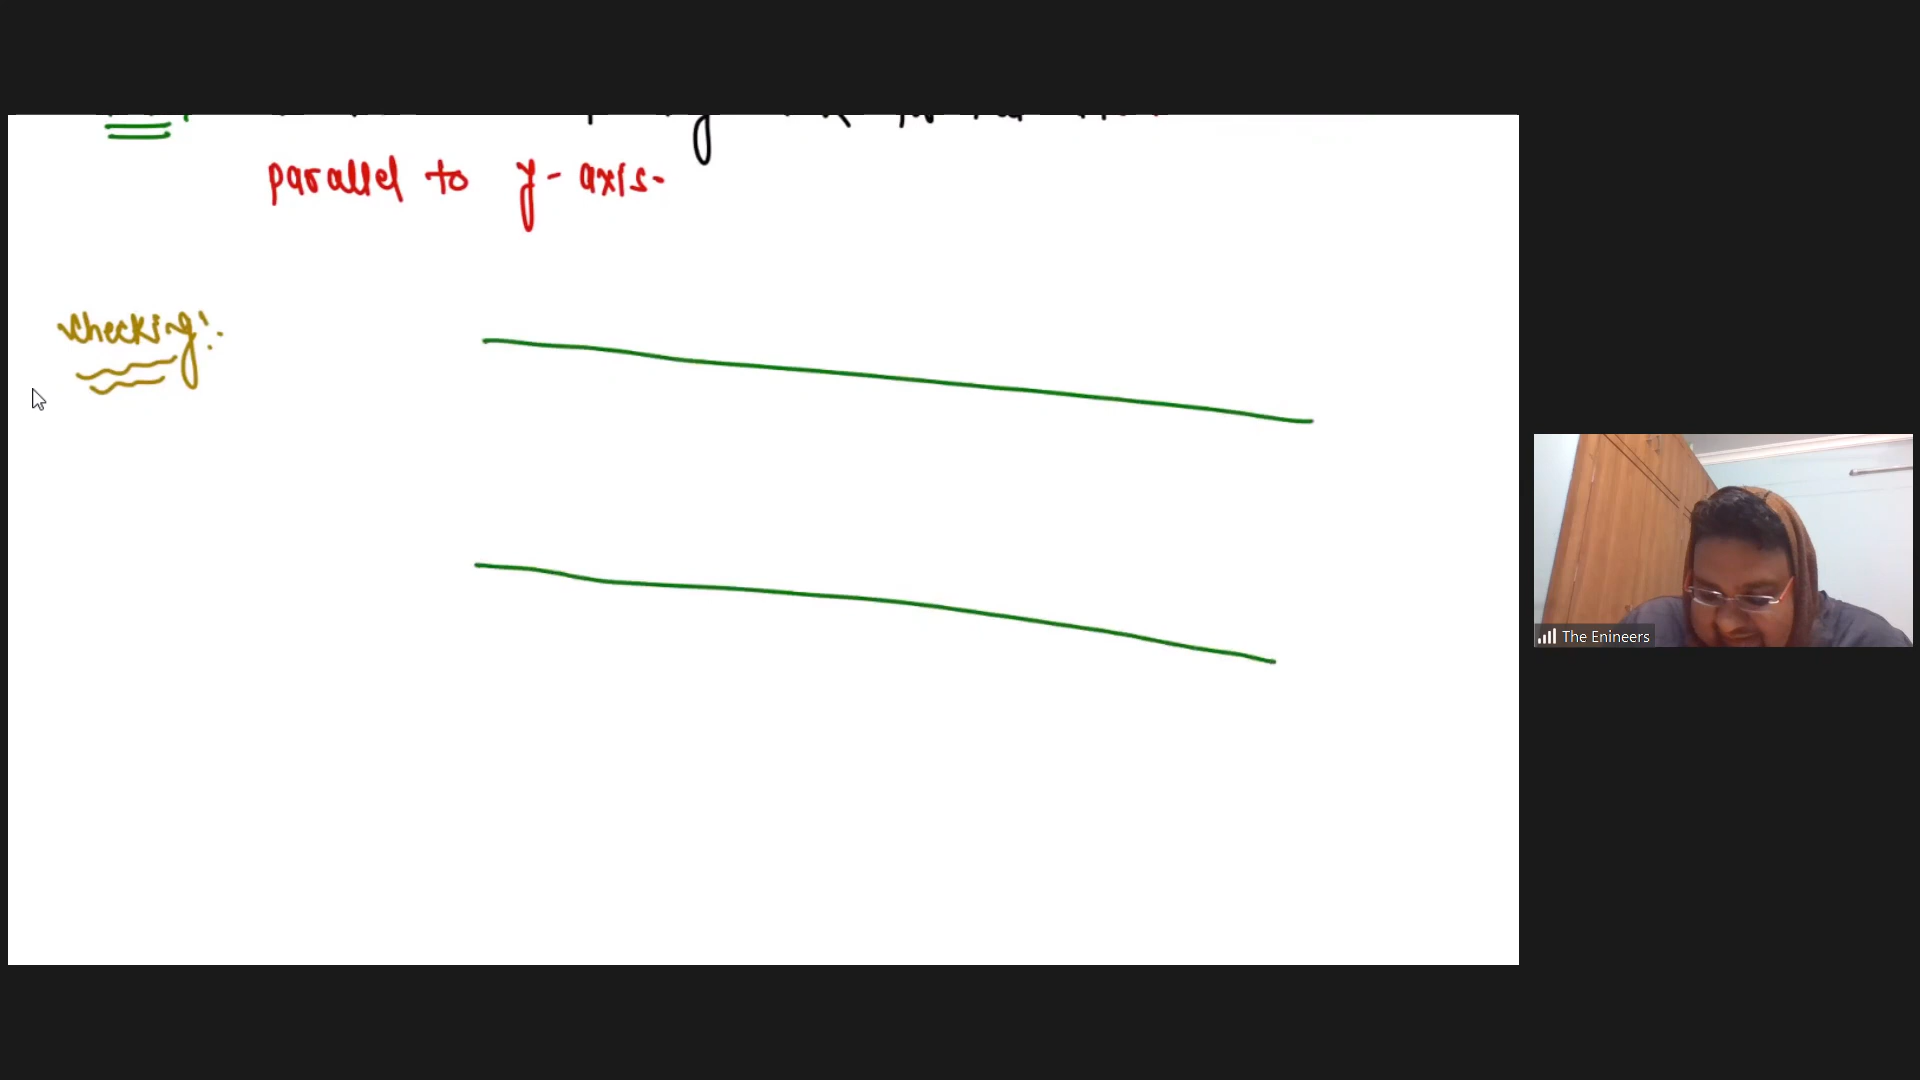 parallel to y-axis.
checking:.
The Enineers